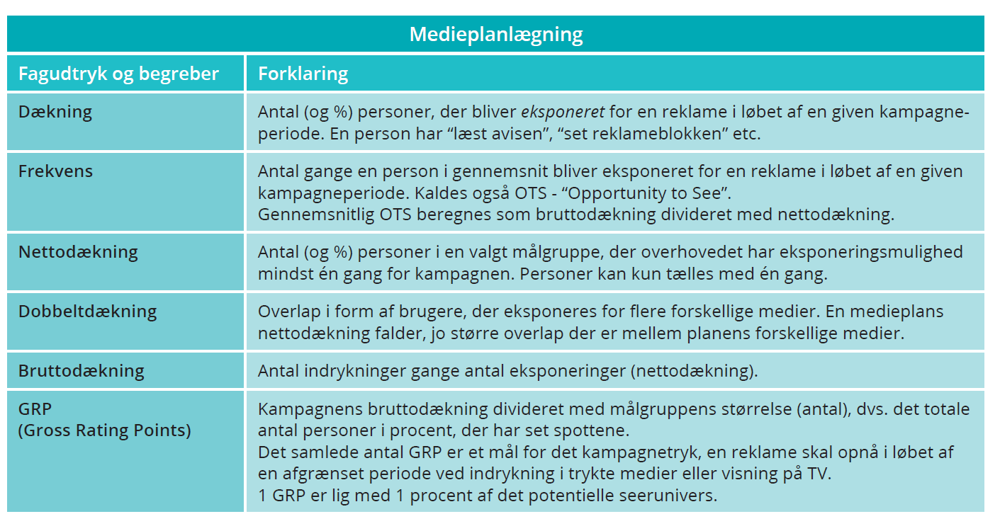 Medieplanlægning
Fagudtryk og begreber
Forklaring
Dækning
Antal (og %) personer, der bliver eksponeret for en reklame i løbet af en given kampagne-
periode. En person har “læst avisen”, “set reklameblokken” etc.
Frekvens
Antal gange en person i gennemsnit bliver eksponeret for en reklame i løbet af en given
kampagneperiode. Kaldes også OTS - “Opportunity to See”.
Gennemsnitlig OTS beregnes som bruttodækning divideret med nettodækning.
Nettodækning
Antal (og %) personer i en valgt målgruppe, der overhovedet har eksponeringsmulighed
mindst én gang for kampagnen. Personer kan kun tælles med én gang.
Dobbeltdækning
Overlap i form af brugere, der eksponeres for flere forskellige medier. En medieplans
nettodækning falder, jo større overlap der er mellem planens forskellige medier.
Bruttodækning
Antal indrykninger gange antal eksponeringer (nettodækning).
GRP
(Gross Rating Points)
Kampagnens bruttodækning divideret med målgruppens størrelse (antal), dvs. det totale
antal personer i procent, der har set spottene.
Det samlede antal GRP er et mål for det kampagnetryk, en reklame skal opnå i løbet af
en afgrænset periode ved indrykning i trykte medier eller visning på TV.
1 GRP er lig med 1 procent af det potentielle seerunivers.